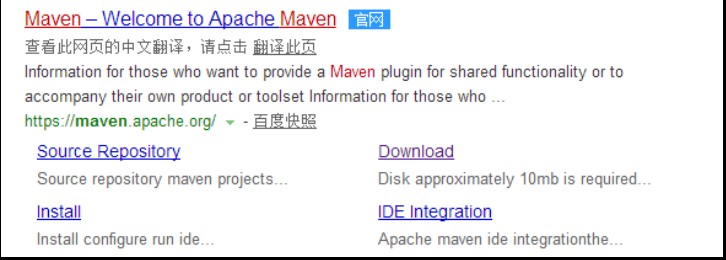 Maven – Welcome to Apache Maven 官网
查看此网页的中文翻译，请点击 翻译此页
Information for those who want to provide a Maven plugin for shared functionality or to
accompany their own product or toolset Information for those who ...
https://maven.apache.org/ - 百度快照
Source Repository Download
Source repository maven projects... Disk approximately 10mb is required...
Install IDE Integration
Install configure run ide... Apache maven ide integrationthe...